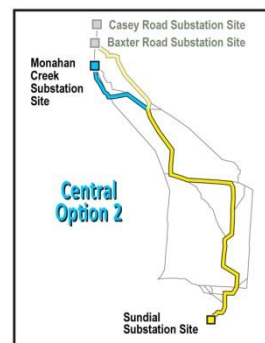 Casey Road Substation Site
Baxter Road Substation Site
Monahan
Creek
Substation
Site
Central
Option 2
Sundial
Substation Site